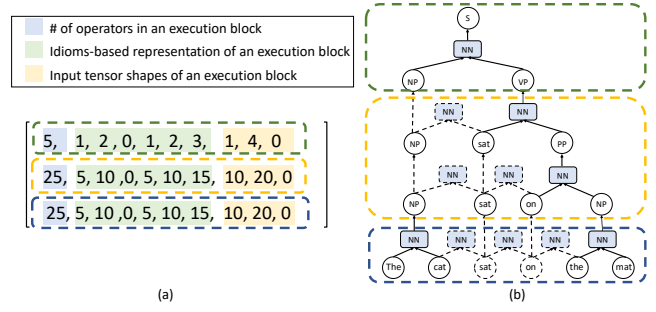 # of operators in an execution block
Idioms-based representation of an execution block
Input tensor shapes of an execution block
5, 1, 2 ,0, 1, 2, 3, 1, 4, 0
25, 5, 10 ,0, 5, 10, 15, 10, 20, 0
25, 5, 10, 0, 5, 10, 15, 10, 20, 0
(a)
S
NN
NP VP
NN NN
NP sat PP
NN NN NN
NP sat on NP
NN NN NN NN NN
The cat sat on the mat
(b)